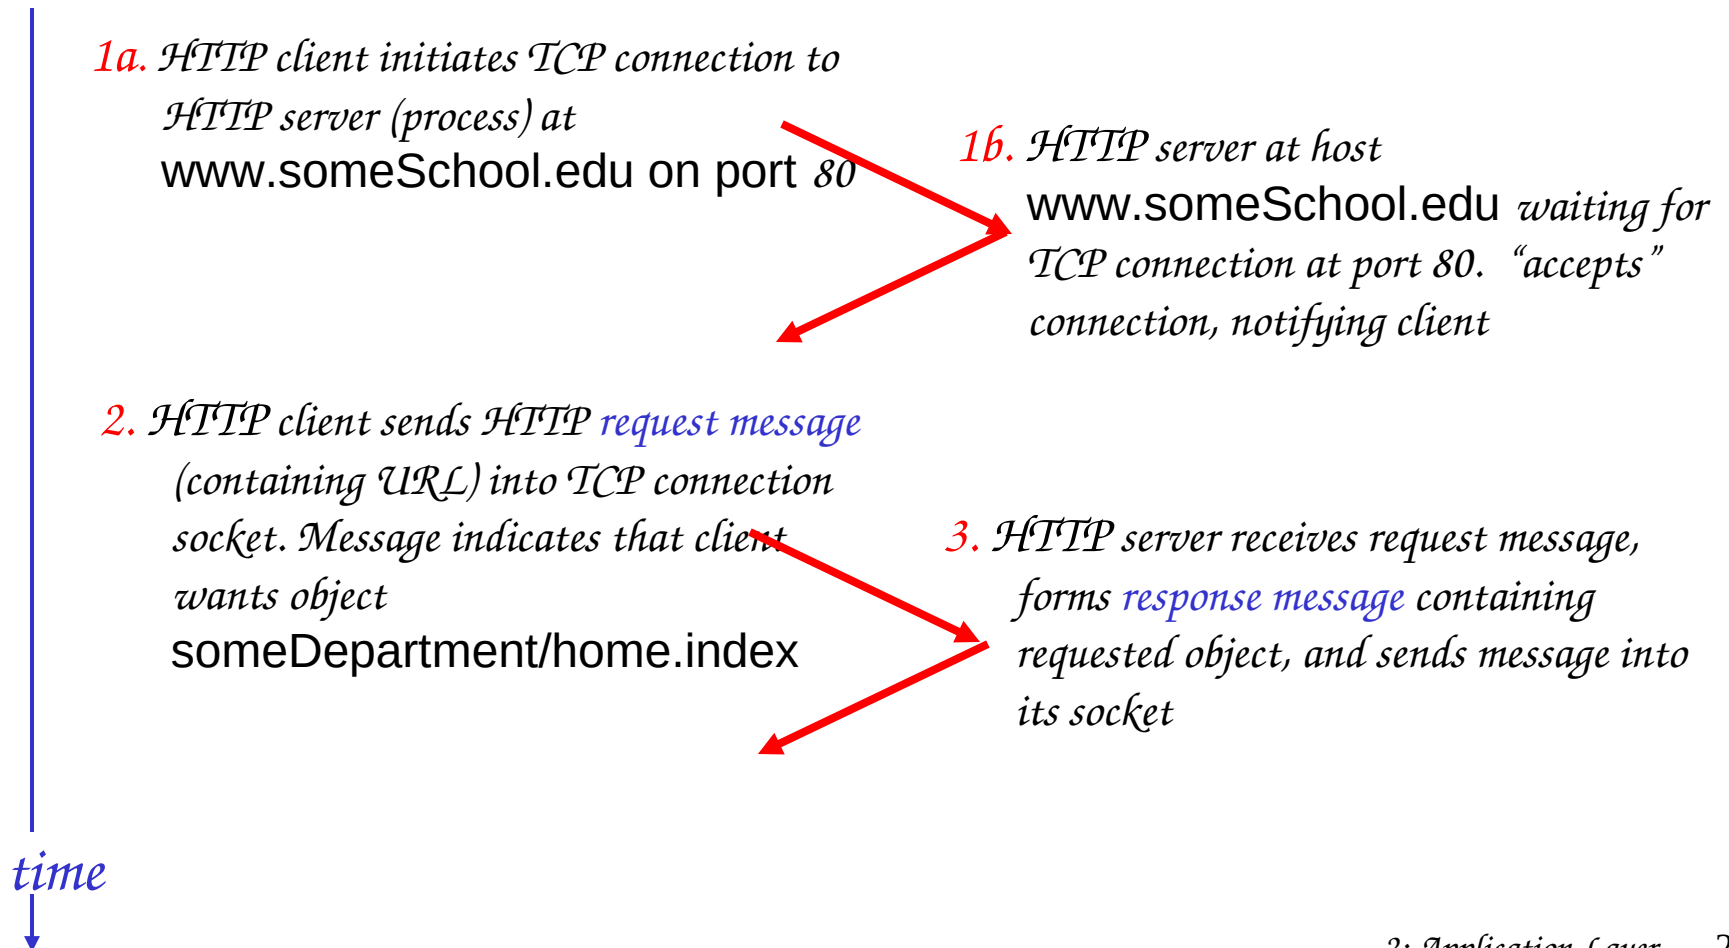 1a. HTTP client initiates TCP connection to
HTTP server (process) at
www.someSchool.edu on port 80
1b. HTTP server at host
www.someSchool.edu waiting for
TCP connection at port 80. “accepts”
connection, notifying client
2. HTTP client sends HTTP request message
(containing URL) into TCP connection
socket. Message indicates that client
wants object
someDepartment/home.index
3. HTTP server receives request message,
forms response message containing
requested object, and sends message into
its socket
time
2: Application Layer